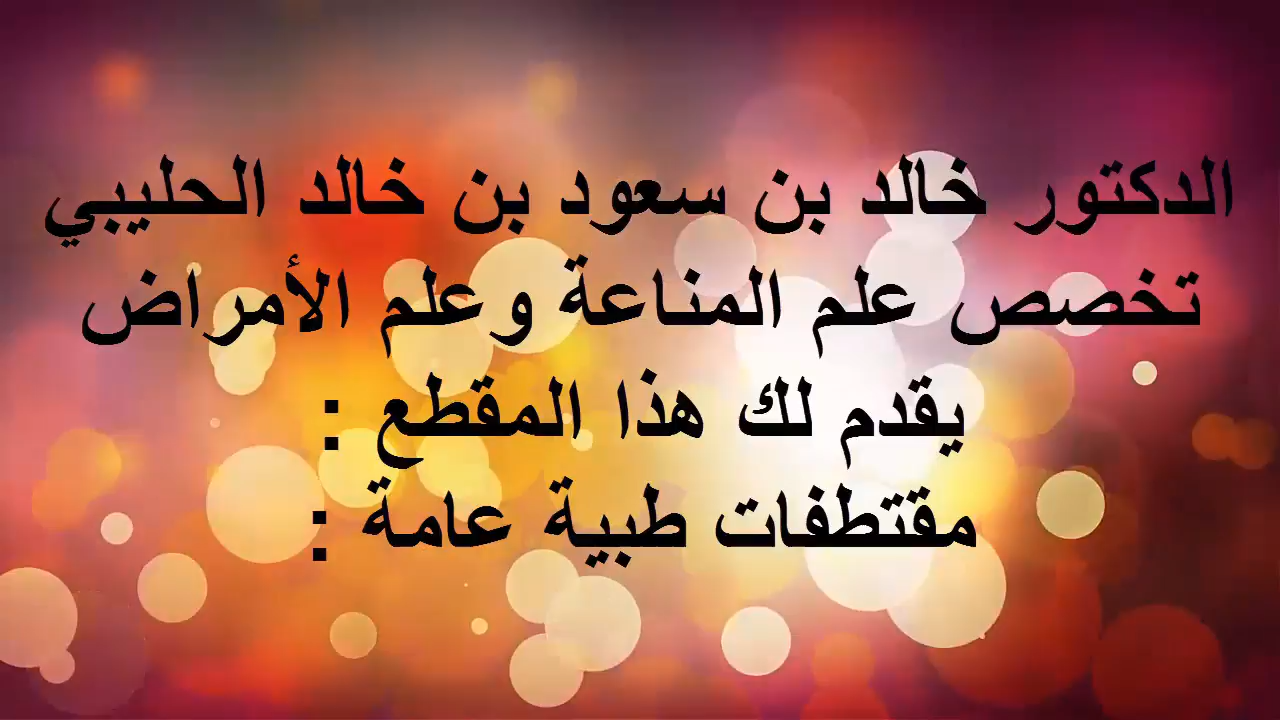 الدكتور خالد بن سعود بن خالد الحليبي
تخصص علم المناعة وعلم الأمراض
يقدم لك هذا المقطع :
مقتطفات طبية عامة :